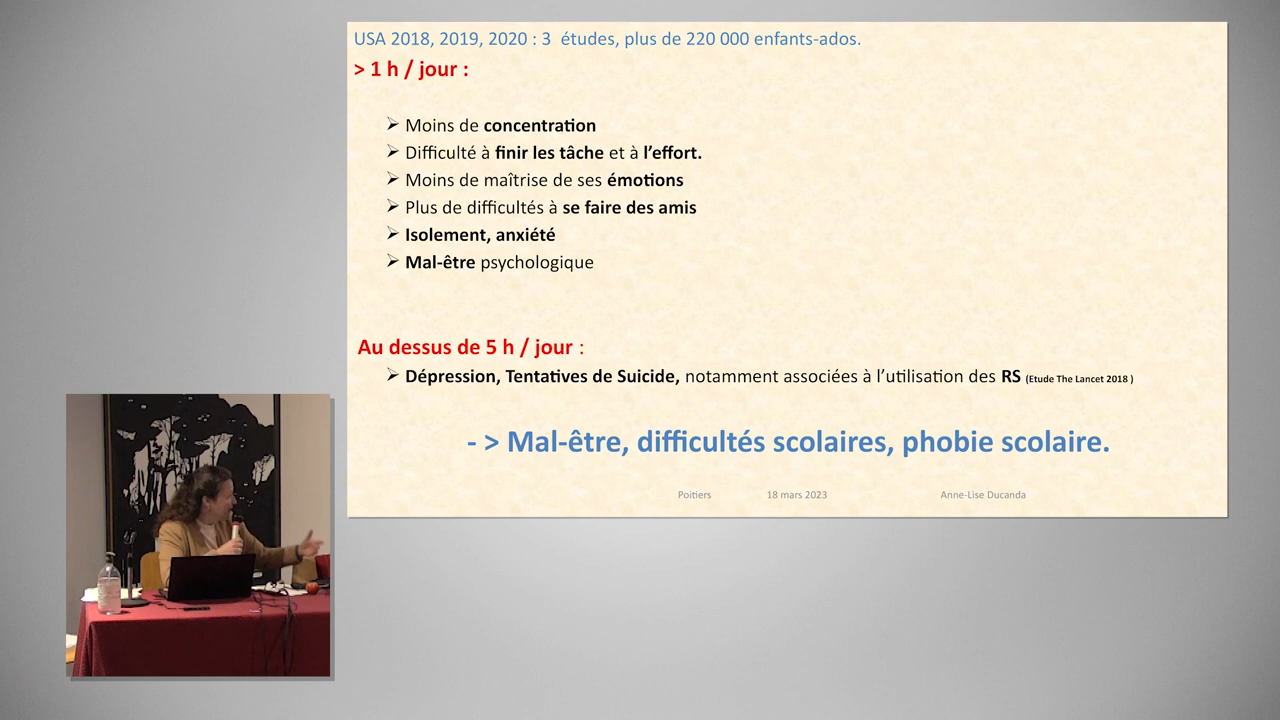 USA 2018, 2019, 2020 : 3 études, plus de 220 000 enfants-ados.
> 1 h / jour :
➢ Moins de concentration
➢ Difficulté à finir les tâche et à l’effort.
➢ Moins de maîtrise de ses émotions
➢ Plus de difficultés à se faire des amis
➢ Isolement, anxiété
➢ Mal-être psychologique
Au dessus de 5 h / jour :
➢ Dépression, Tentatives de Suicide, notamment associées à l’utilisation des RS (Etude The Lancet 2018 )
- > Mal-être, difficultés scolaires, phobie scolaire.
Poitiers 18 mars 2023 Anne-Lise Ducanda